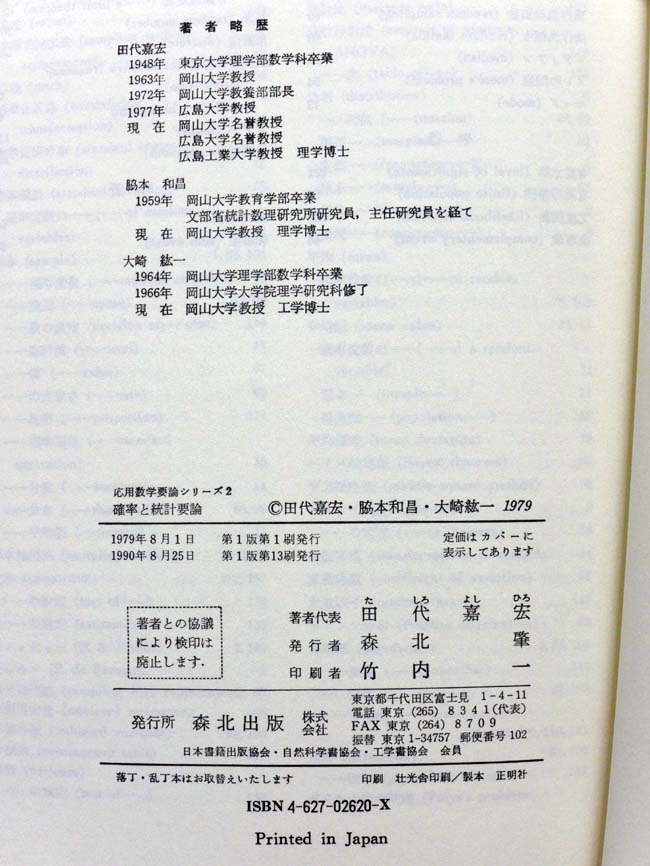 著者略歴
田代嘉宏
1948年 東京大学理学部数学科卒業
1963年 岡山大学教授
1972年 岡山大学教養部部長
1977年 広島大学教授
現在 岡山大学名誉教授
広島大学名誉教授
広島工業大学教授 理学博士
脇本 和昌
1959年 岡山大学教育学部卒業
文部省統計数理研究所研究員，主任研究員を経て
現在 岡山大学教授 理学博士
大崎 紘一
1964年 岡山大学理学部数学科卒業
1966年 岡山大学大学院理学研究科修了
現在 岡山大学教授 工学博士
応用数学要論シリーズ2
確率と統計要論 ©田代嘉宏・脇本和昌・大崎紘一 1979
1979年8月1日 第1版第1刷発行
1990年8月25日 第1版第13刷発行
定価はカバーに
表示してあります
著者との協議
により検印は
廃止します．
た しろ よし ひろ
著者代表 田代嘉宏
発行者 森北肇
印刷者 竹内一
発行所 森北出版 株式会社
東京都千代田区富士見 1-4-11
電話 東京 (265) 8341(代表)
FAX 東京 (264) 8709
振替 東京1-34757 郵便番号102
日本書籍出版協会・自然科学書協会・工学書協会 会員
落丁・乱丁本はお取替えいたします 印刷 壮光舎印刷／製本 正明社
ISBN 4-627-02620-X
Printed in Japan